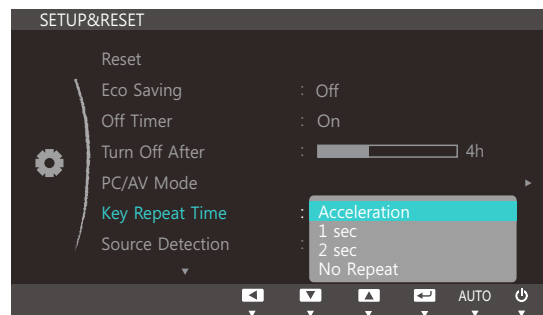 SETUP&RESET
Reset
Eco Saving : Off
Off Timer : On
Turn Off After : 4h
PC/AV Mode
Key Repeat Time : Acceleration
1 sec
Source Detection : 2 sec
No Repeat
AUTO